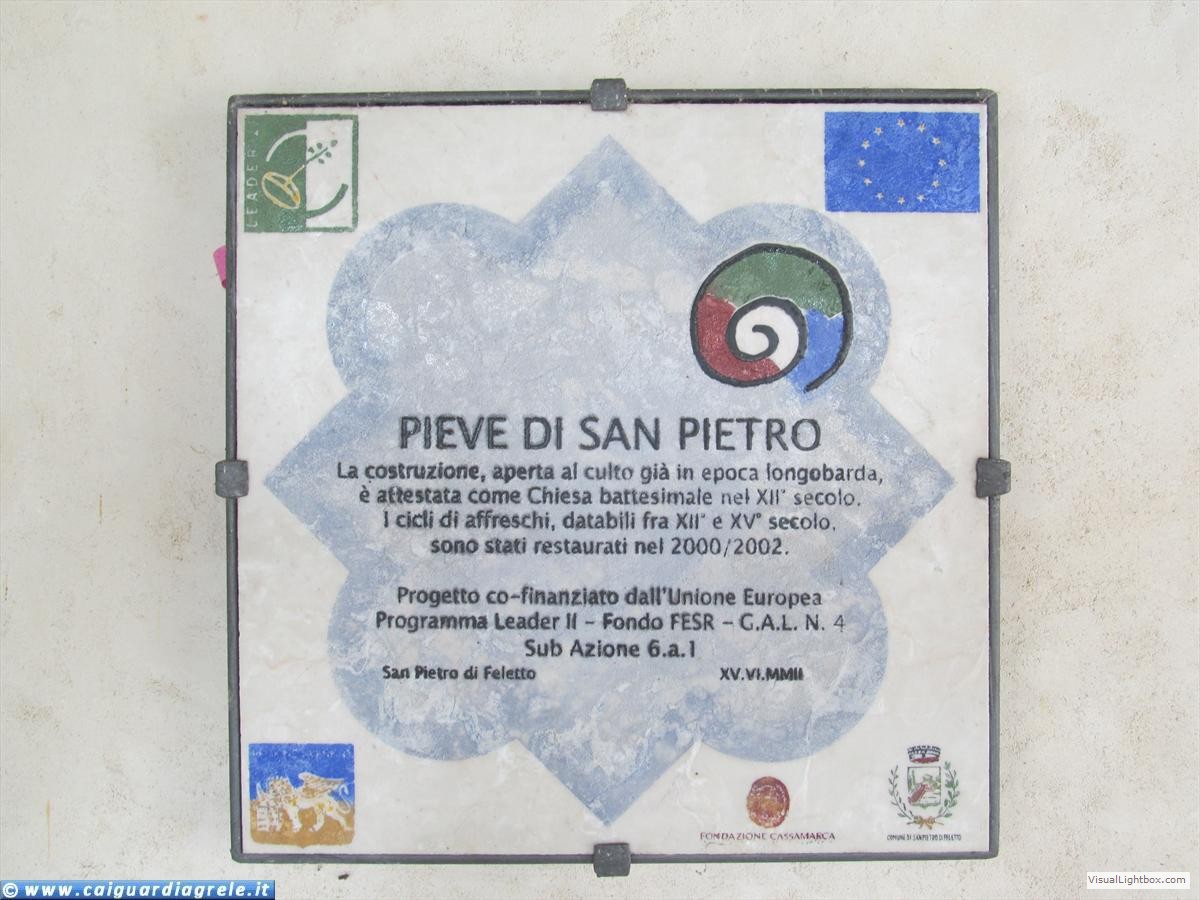 LEADER
PIEVE DI SAN PIETRO
La costruzione, aperta al culto già in epoca longobarda,
è attestata come Chiesa battesimale nel XII° secolo.
I cicli di affreschi, databili fra XII° e XV° secolo,
sono stati restaurati nel 2000/2002.
Progetto co-finanziato dall'Unione Europea
Programma Leader II - Fondo FESR - G.A.L. N. 4
Sub Azione 6.a.1
San Pietro di Feletto XV.VI.MMII
FONDAZIONE CASSAMARCA
COMUNE DI SAN PIETRO DI FELETTO
© www.caiguardiagrele.it
VisualLightbox.com